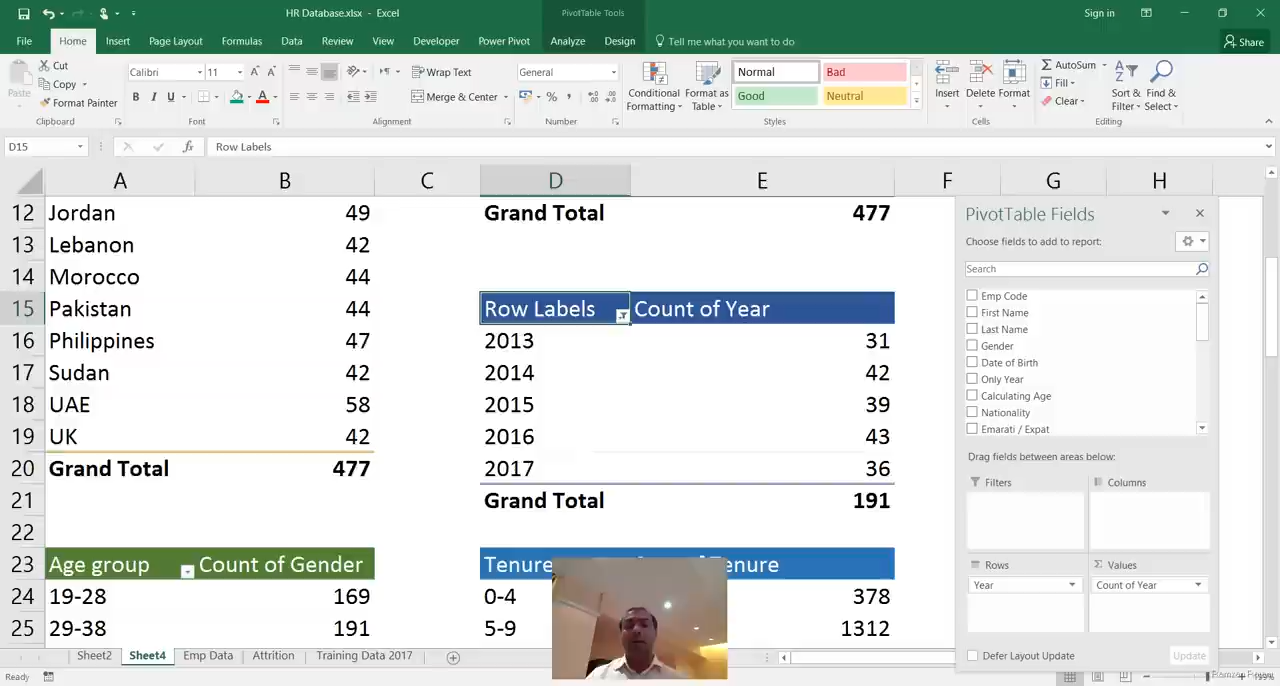 HR Database.xlsx - Excel
PivotTable Tools
Sign in
File Home Insert Page Layout Formulas Data Review View Developer Power Pivot Analyze Design Tell me what you want to do Share
Paste
Cut
Copy
Format Painter
Calibri 11
B I U
Wrap Text
Merge & Center
General
% ,
Conditional Formatting
Format as Table
Normal Bad
Good Neutral
Insert Delete Format
AutoSum
Fill
Clear
Sort & Filter
Find & Select
Clipboard Font Alignment Number Styles Cells Editing
D15 fx Row Labels
A B C D E F G H
12 Jordan 49 Grand Total 477
13 Lebanon 42
14 Morocco 44
15 Pakistan 44 Row Labels Count of Year
16 Philippines 47 2013 31
17 Sudan 42 2014 42
18 UAE 58 2015 39
19 UK 42 2016 43
20 Grand Total 477 2017 36
21 Grand Total 191
22
23 Age group Count of Gender Tenure
24 19-28 169 0-4 378
25 29-38 191 5-9 1312
PivotTable Fields
Choose fields to add to report:
Search
Emp Code
First Name
Last Name
Gender
Date of Birth
Only Year
Calculating Age
Nationality
Emarati / Expat
Drag fields between areas below:
Filters Columns
Rows Values
Year Count of Year
Defer Layout Update Update
Sheet2 Sheet4 Emp Data Attrition Training Data 2017
Ready